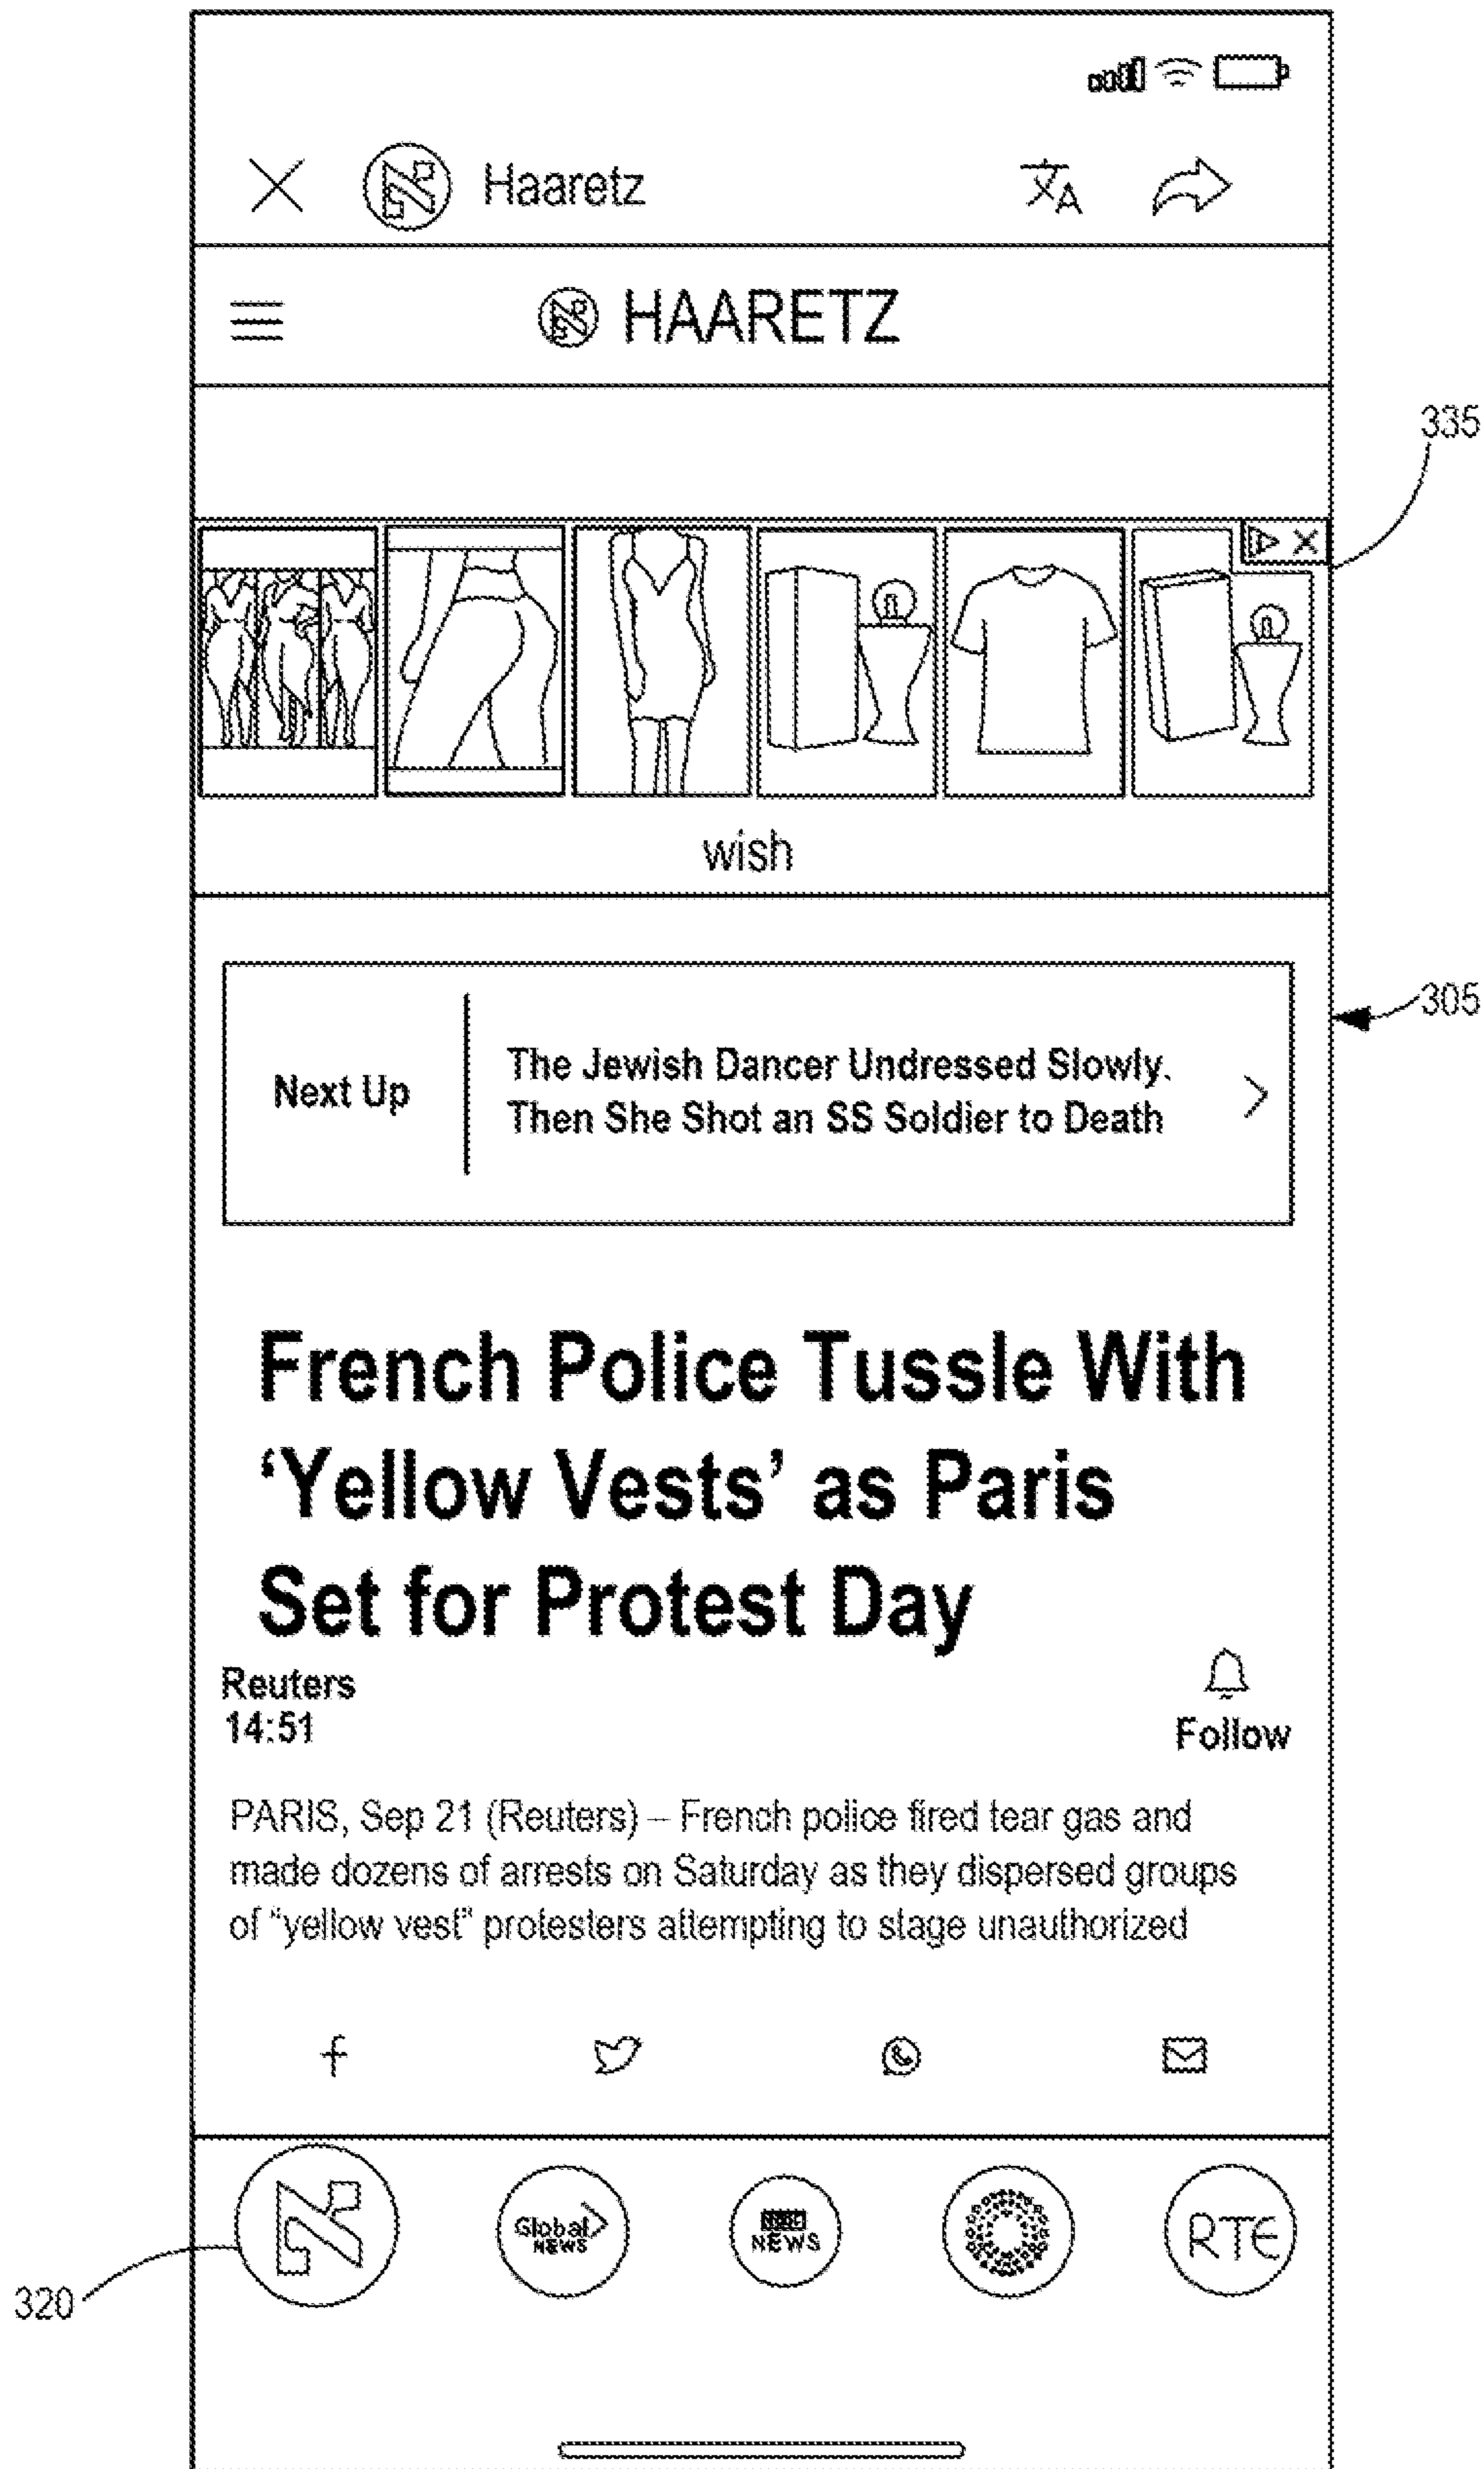 Haaretz
HAARETZ
335
wish
305
Next Up
The Jewish Dancer Undressed Slowly.
Then She Shot an SS Soldier to Death
French Police Tussle With
‘Yellow Vests’ as Paris
Set for Protest Day
Reuters
14:51
Follow
PARIS, Sep 21 (Reuters) – French police fired tear gas and
made dozens of arrests on Saturday as they dispersed groups
of “yellow vest” protesters attempting to stage unauthorized
Global
NEWS
NEWS
RTE
320